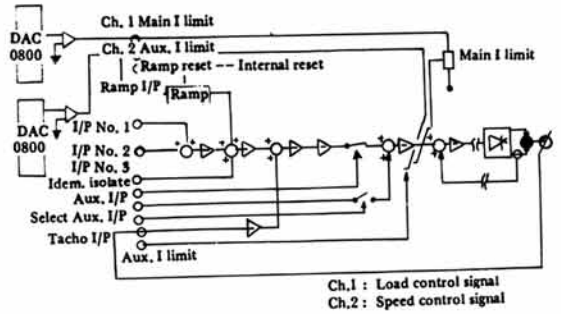 Ch. 1 Main I limit
DAC
0800
Ch. 2 Aux. I limit
Ramp reset -- Internal reset
Main I limit
Ramp I/P
Ramp
DAC
0800
I/P No. 1
I/P No. 2
I/P No. 3
Idem. isolate
Aux. I/P
Select Aux. I/P
Tacho I/P
Aux. I limit
Ch.1 : Load control signal
Ch.2 : Speed control signal